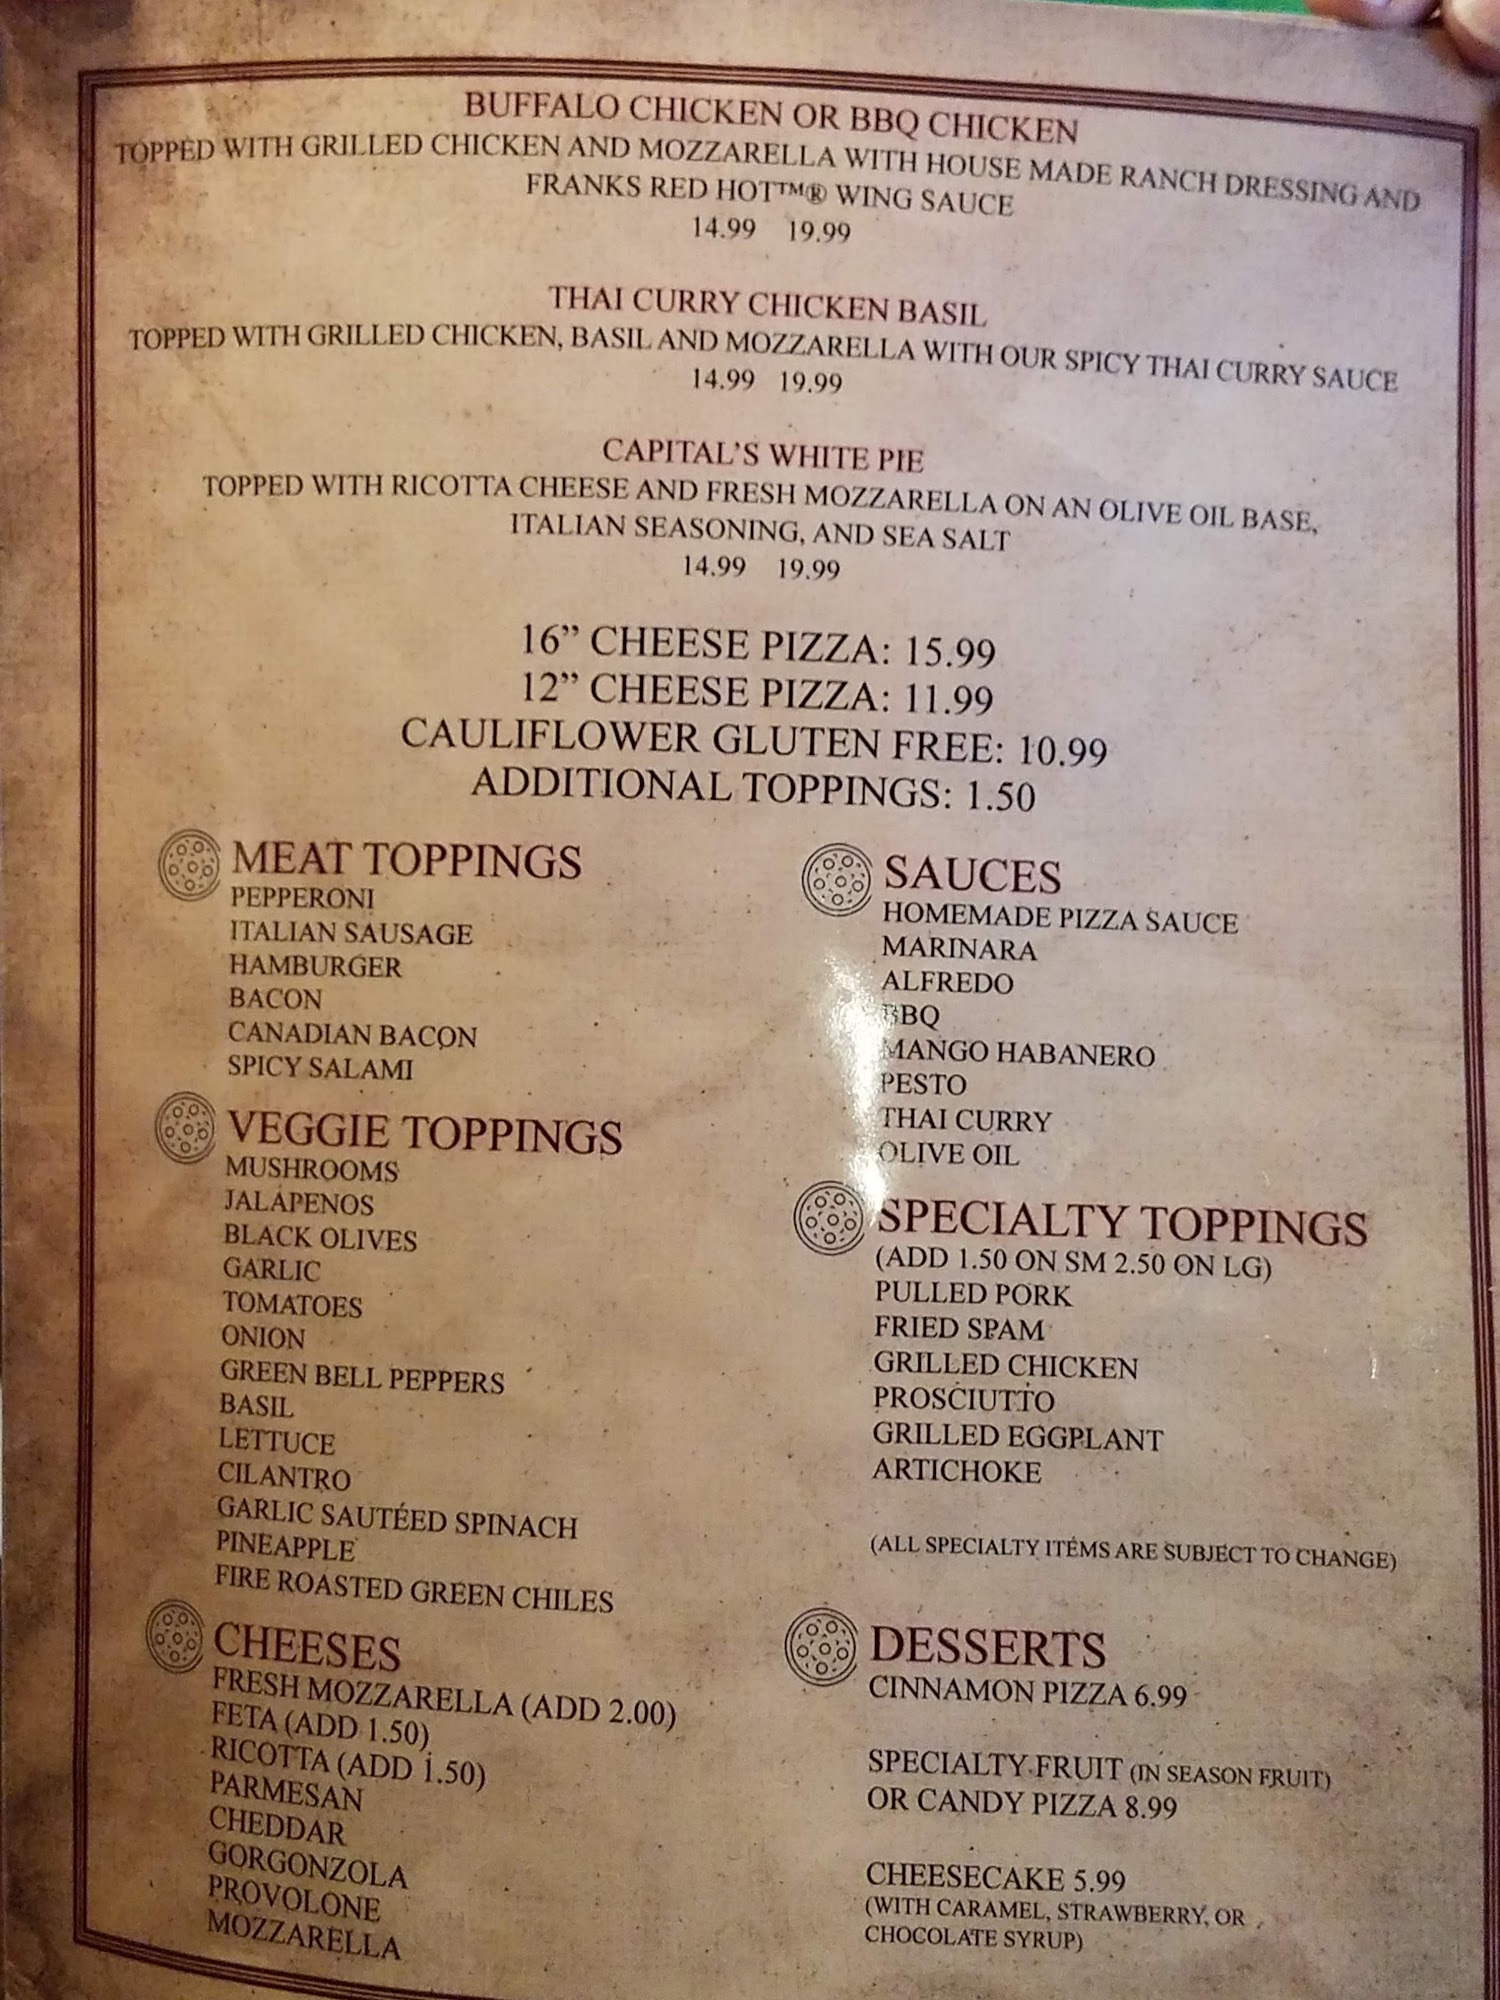 BUFFALO CHICKEN OR BBQ CHICKEN
TOPPED WITH GRILLED CHICKEN AND MOZZARELLA WITH HOUSE MADE RANCH DRESSING AND
FRANKS RED HOT™® WING SAUCE
14.99 19.99
THAI CURRY CHICKEN BASIL
TOPPED WITH GRILLED CHICKEN, BASIL AND MOZZARELLA WITH OUR SPICY THAI CURRY SAUCE
14.99 19.99
CAPITAL'S WHITE PIE
TOPPED WITH RICOTTA CHEESE AND FRESH MOZZARELLA ON AN OLIVE OIL BASE,
ITALIAN SEASONING, AND SEA SALT
14.99 19.99
16” CHEESE PIZZA: 15.99
12” CHEESE PIZZA: 11.99
CAULIFLOWER GLUTEN FREE: 10.99
ADDITIONAL TOPPINGS: 1.50
MEAT TOPPINGS
PEPPERONI
ITALIAN SAUSAGE
HAMBURGER
BACON
CANADIAN BACON
SPICY SALAMI
VEGGIE TOPPINGS
MUSHROOMS
JALAPENOS
BLACK OLIVES
GARLIC
TOMATOES
ONION
GREEN BELL PEPPERS
BASIL
LETTUCE
CILANTRO
GARLIC SAUTÉED SPINACH
PINEAPPLE
FIRE ROASTED GREEN CHILES
CHEESES
FRESH MOZZARELLA (ADD 2.00)
FETA (ADD 1.50)
RICOTTA (ADD 1.50)
PARMESAN
CHEDDAR
GORGONZOLA
PROVOLONE
MOZZARELLA
SAUCES
HOMEMADE PIZZA SAUCE
MARINARA
ALFREDO
BBQ
MANGO HABANERO
PESTO
THAI CURRY
OLIVE OIL
SPECIALTY TOPPINGS
(ADD 1.50 ON SM 2.50 ON LG)
PULLED PORK
FRIED SPAM
GRILLED CHICKEN
PROSCIUTTO
GRILLED EGGPLANT
ARTICHOKE
(ALL SPECIALTY ITEMS ARE SUBJECT TO CHANGE)
DESSERTS
CINNAMON PIZZA 6.99
SPECIALTY FRUIT (IN SEASON FRUIT)
OR CANDY PIZZA 8.99
CHEESECAKE 5.99
(WITH CARAMEL, STRAWBERRY, OR
CHOCOLATE SYRUP)